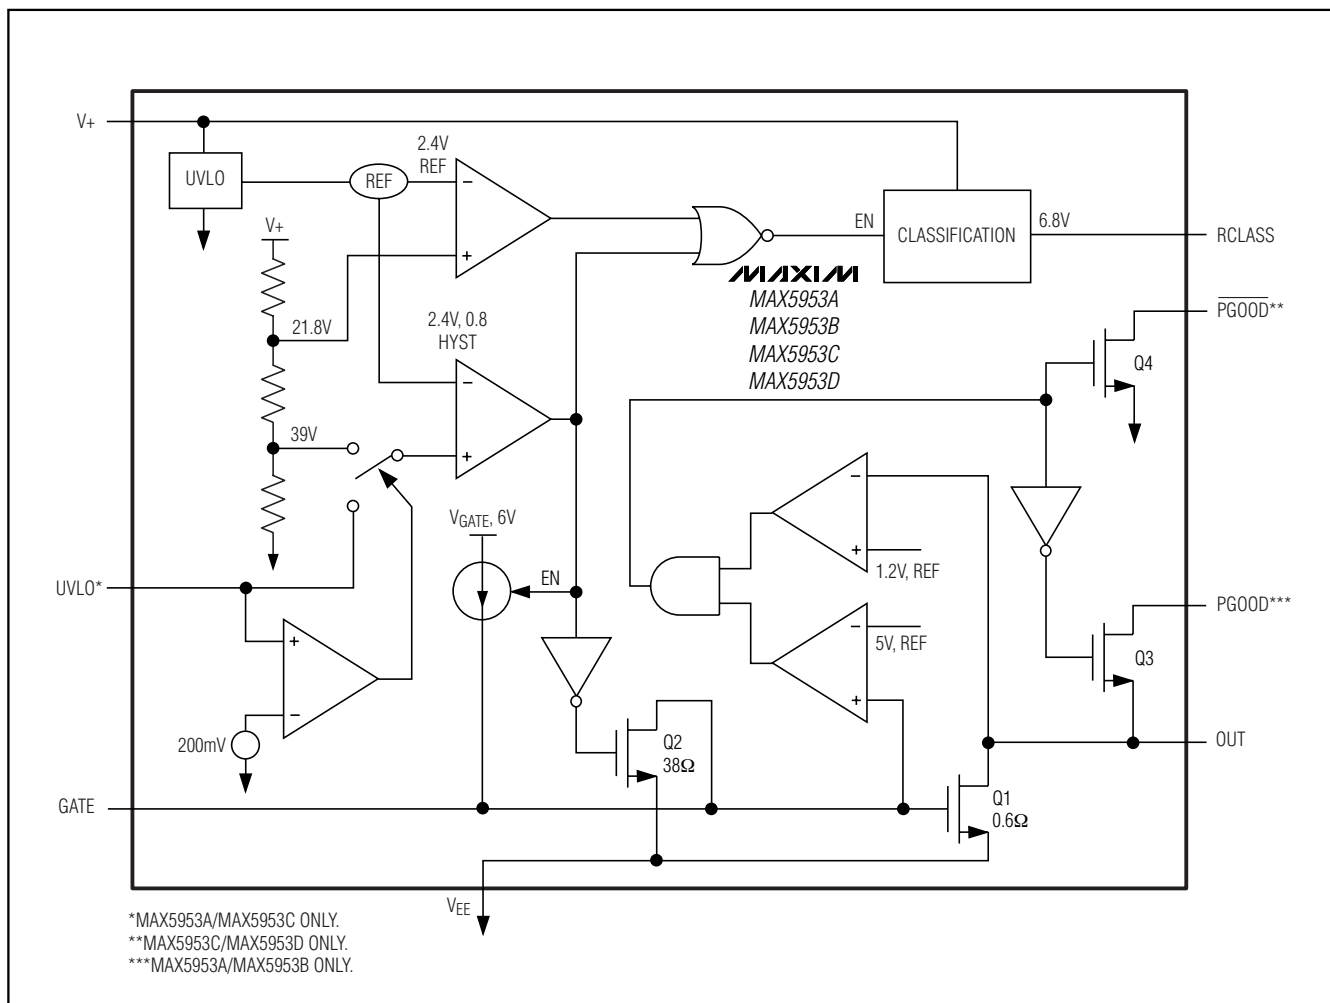 V+
2.4V
REF
UVLO
REF
−
V+
EN
CLASSIFICATION
6.8V
RCLASS
+
MAXIM
MAX5953A
MAX5953B
MAX5953C
MAX5953D
PGOOD**
21.8V
2.4V, 0.8
HYST
−
Q4
39V
+
−
VGATE, 6V
+
1.2V, REF
UVLO*
EN
PGOOD***
−
5V, REF
+
Q3
+
−
200mV
Q2
38Ω
OUT
GATE
Q1
0.6Ω
VEE
*MAX5953A/MAX5953C ONLY.
**MAX5953C/MAX5953D ONLY.
***MAX5953A/MAX5953B ONLY.